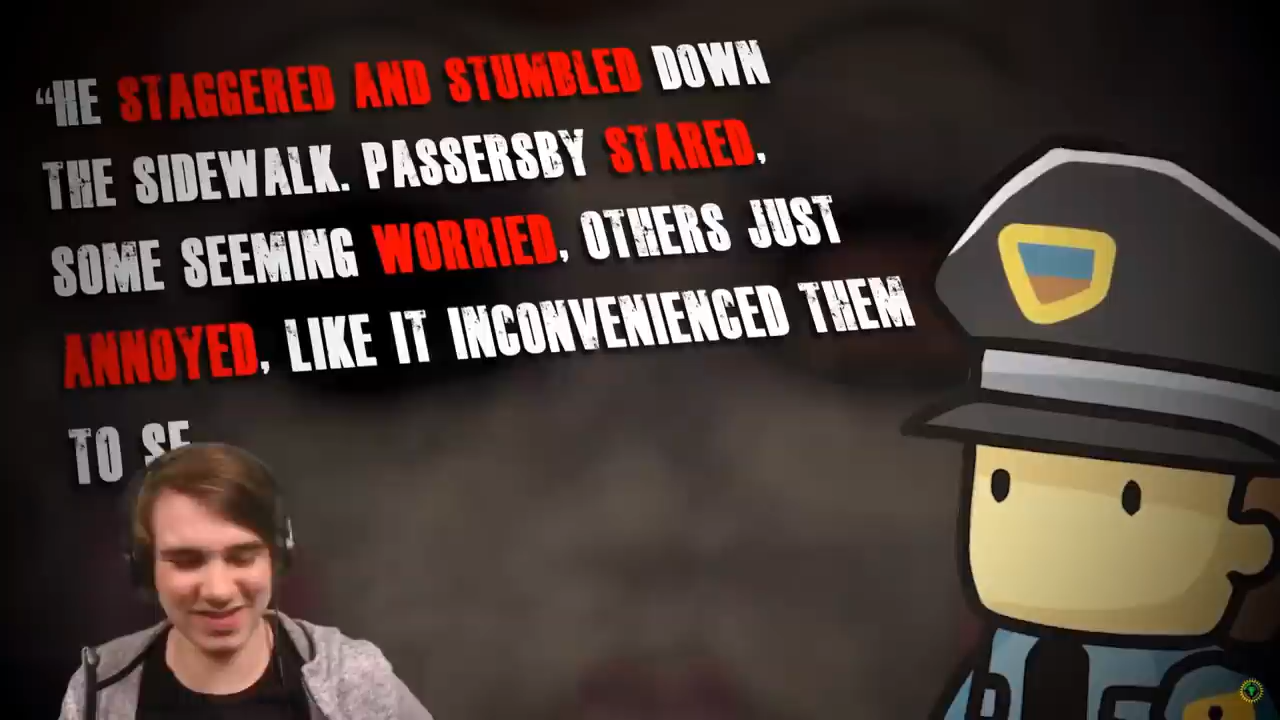 “HE STAGGERED AND STUMBLED DOWN
THE SIDEWALK. PASSERSBY STARED,
SOME SEEMING WORRIED, OTHERS JUST
ANNOYED, LIKE IT INCONVENIENCED THEM
TO